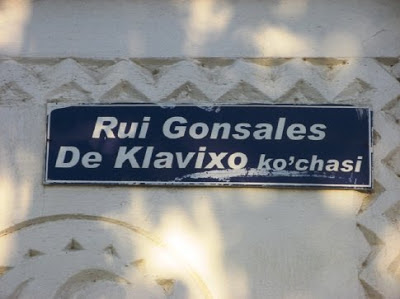 Rui Gonsales
De Klavixo ko'chasi